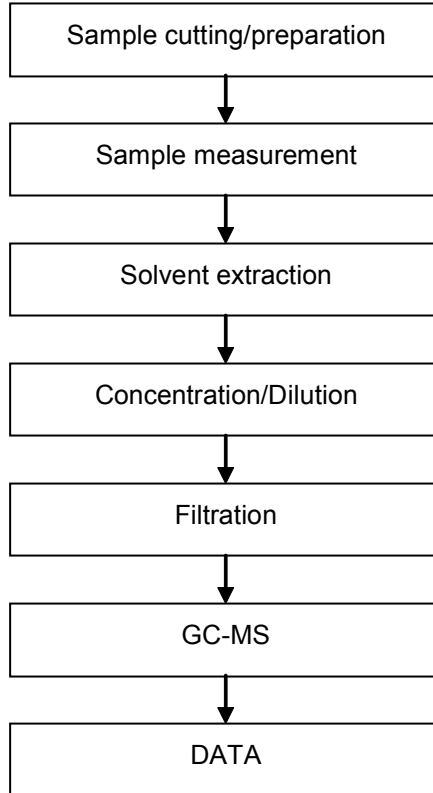 Sample cutting/preparation
Sample measurement
Solvent extraction
Concentration/Dilution
Filtration
GC-MS
DATA